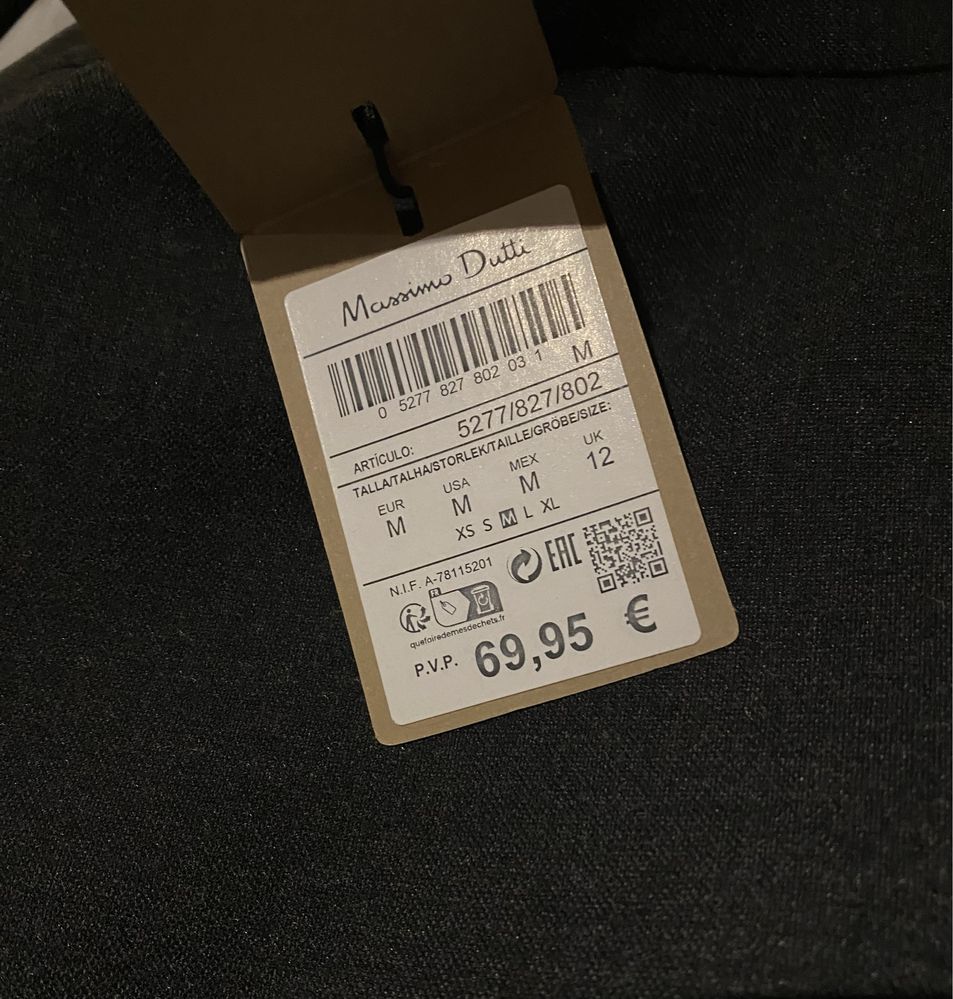 Massimo Dutti
0 5277 827 802 03 1 M
ARTÍCULO: 5277/827/802
TALLA/TALHA/STORLEK/TAILLE/GRÖBE/SIZE:
EUR USA MEX UK
M M M 12
XS S M L XL
N.I.F. A-78115201
EAC
FR
quefairedemesdechets.fr
P.V.P. 69,95 €